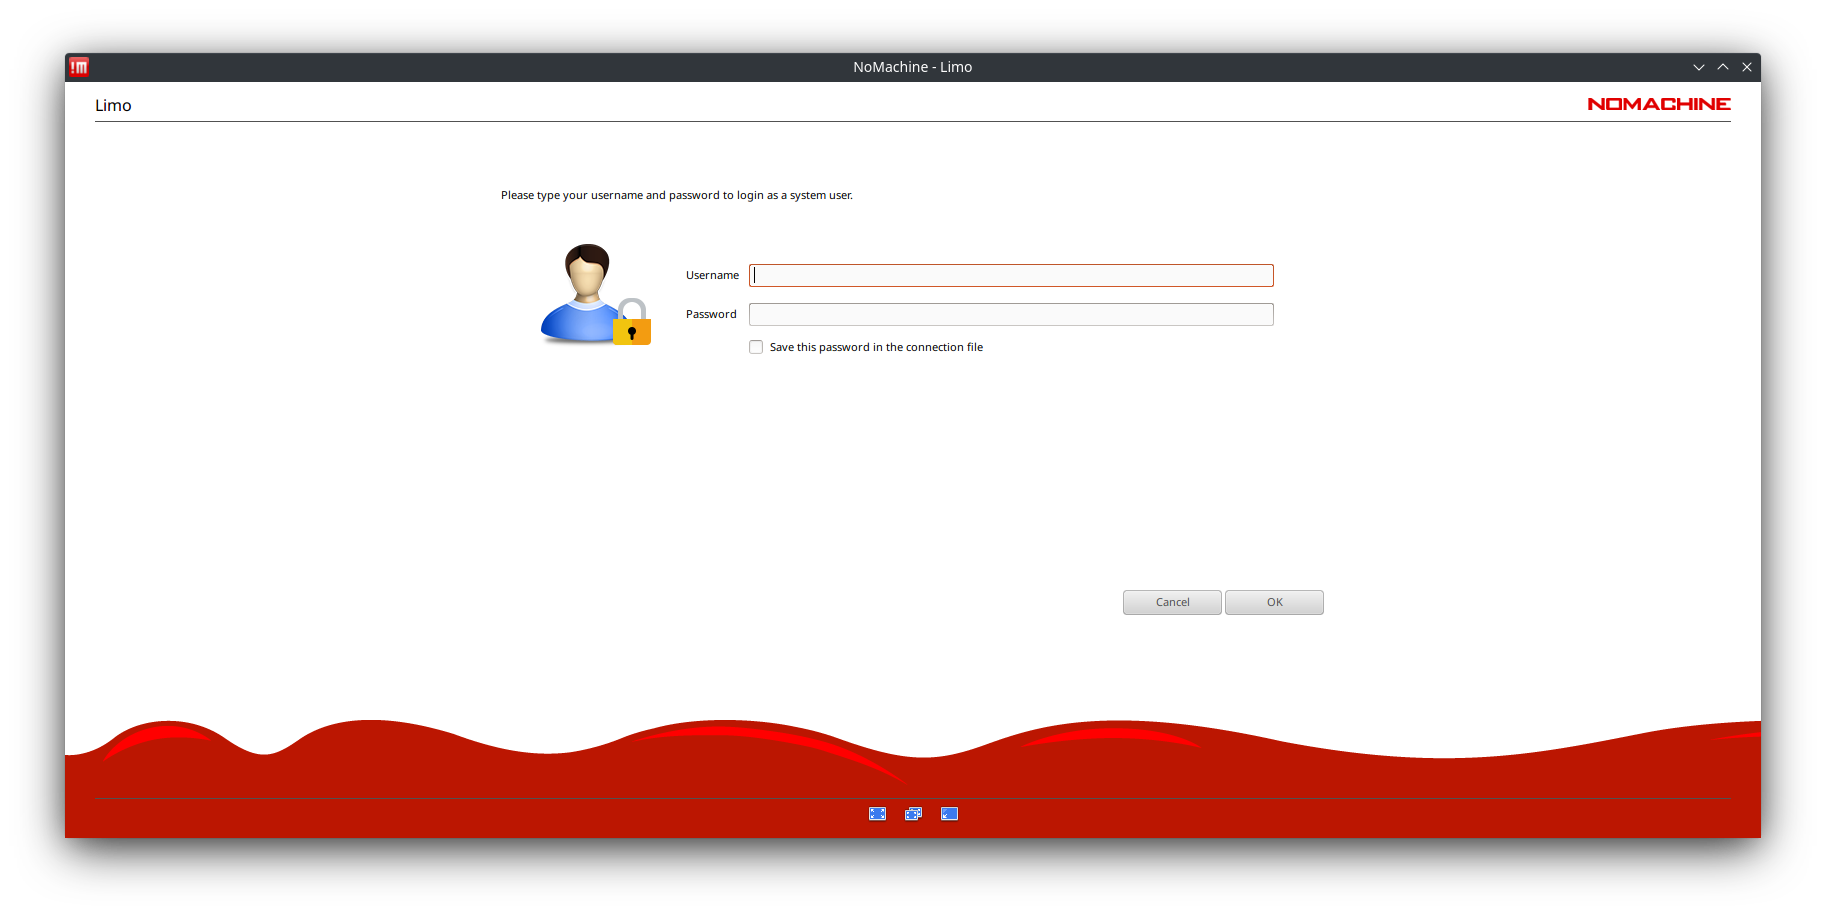 NoMachine - Limo
Limo
NOMACHINE
Please type your username and password to login as a system user.
Username
Password
Save this password in the connection file
Cancel
OK